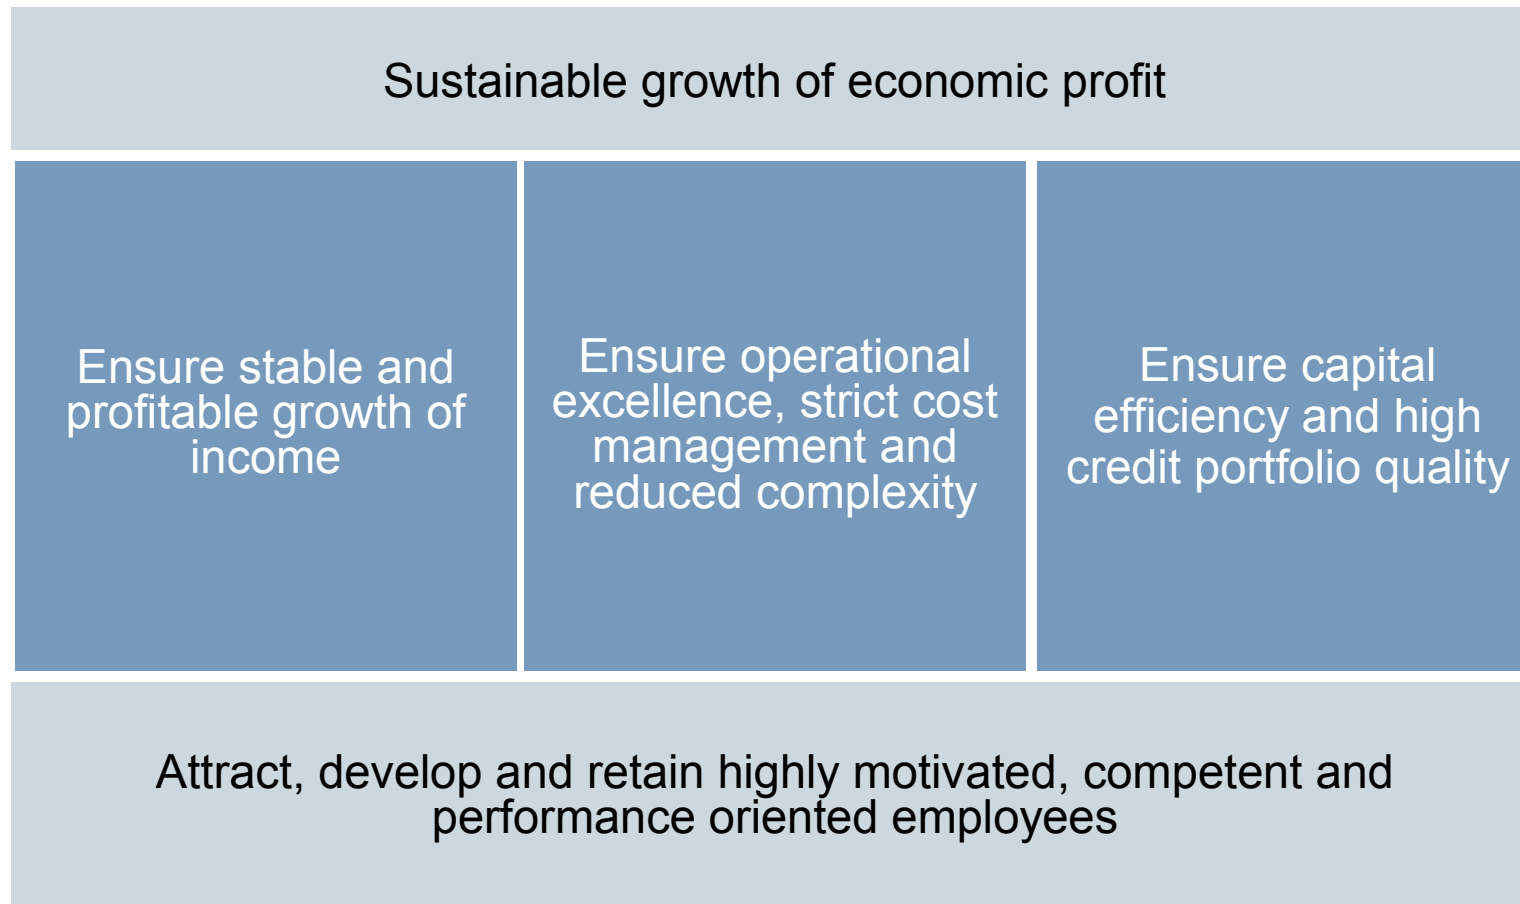 Sustainable growth of economic profit
Ensure stable and
profitable growth of
income
Ensure operational
excellence, strict cost
management and
reduced complexity
Ensure capital
efficiency and high
credit portfolio quality
Attract, develop and retain highly motivated, competent and
performance oriented employees